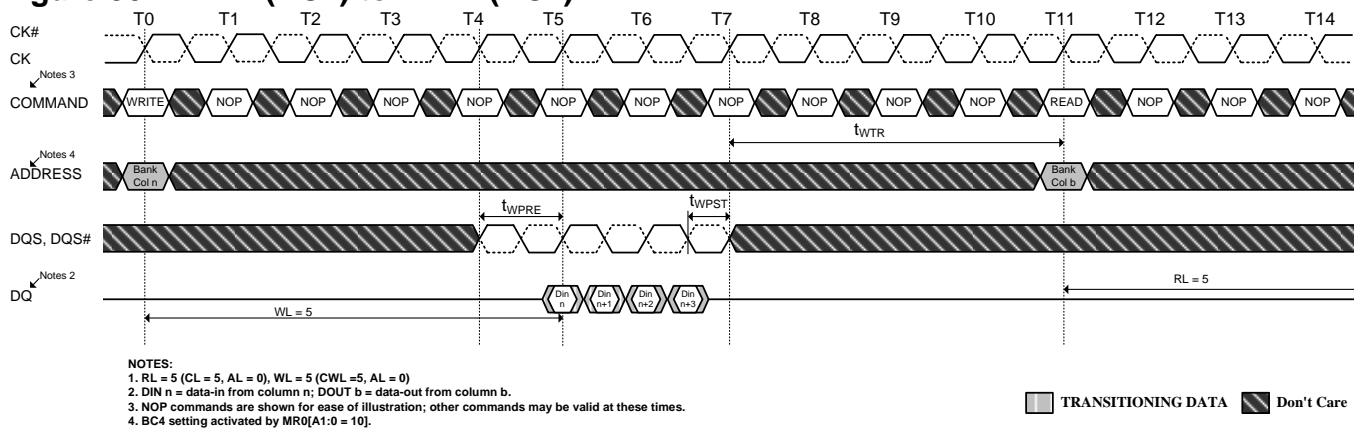 T0 T1 T2 T3 T4 T5 T6 T7 T8 T9 T10 T11 T12 T13 T14
CK#
CK
Notes 3
COMMAND WRITE NOP NOP NOP NOP NOP NOP NOP NOP NOP NOP READ NOP NOP NOP
tWTR
Notes 4
ADDRESS
Bank Bank
Col n Col b
tWPRE tWPST
DQS, DQS#
Notes 2
DQ
Din Din Din Din
n n+1 n+2 n+3
RL = 5
WL = 5
NOTES:
1. RL = 5 (CL = 5, AL = 0), WL = 5 (CWL =5, AL = 0)
2. DIN n = data-in from column n; DOUT b = data-out from column b.
3. NOP commands are shown for ease of illustration; other commands may be valid at these times.
4. BC4 setting activated by MR0[A1:0 = 10].
TRANSITIONING DATA Don't Care